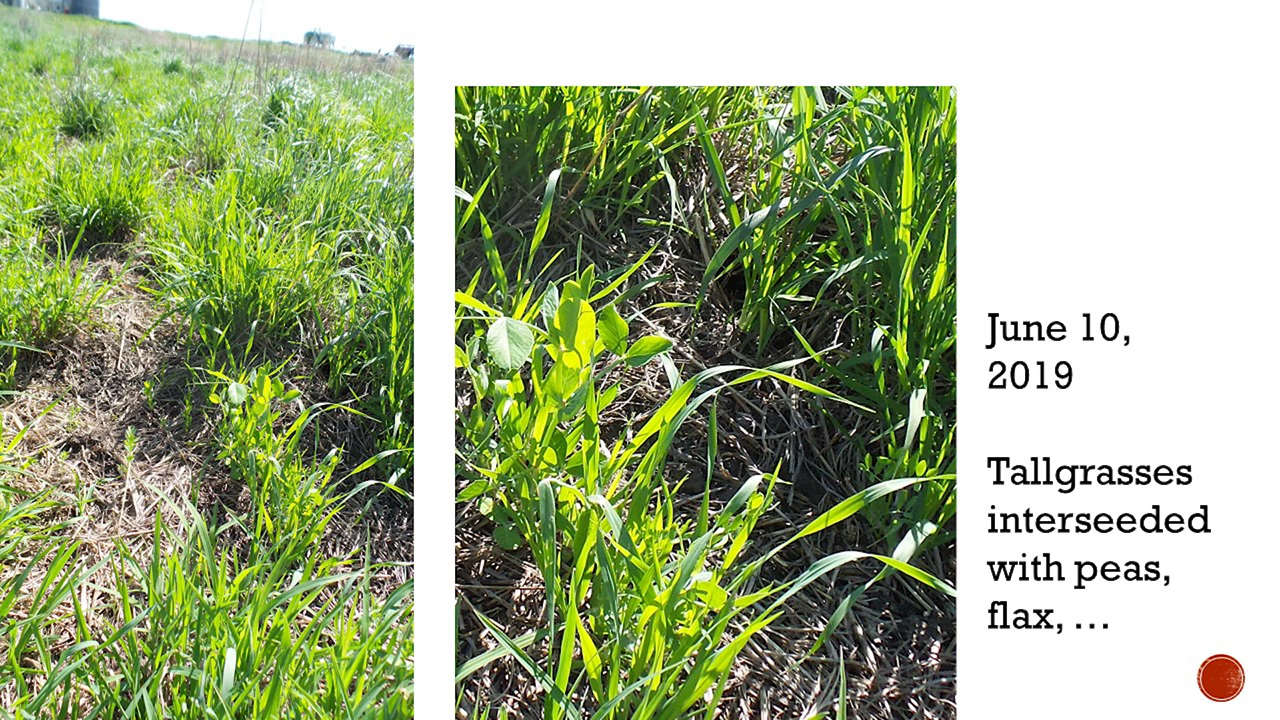 June 10,
2019
Tallgrasses
interseeded
with peas,
flax, …